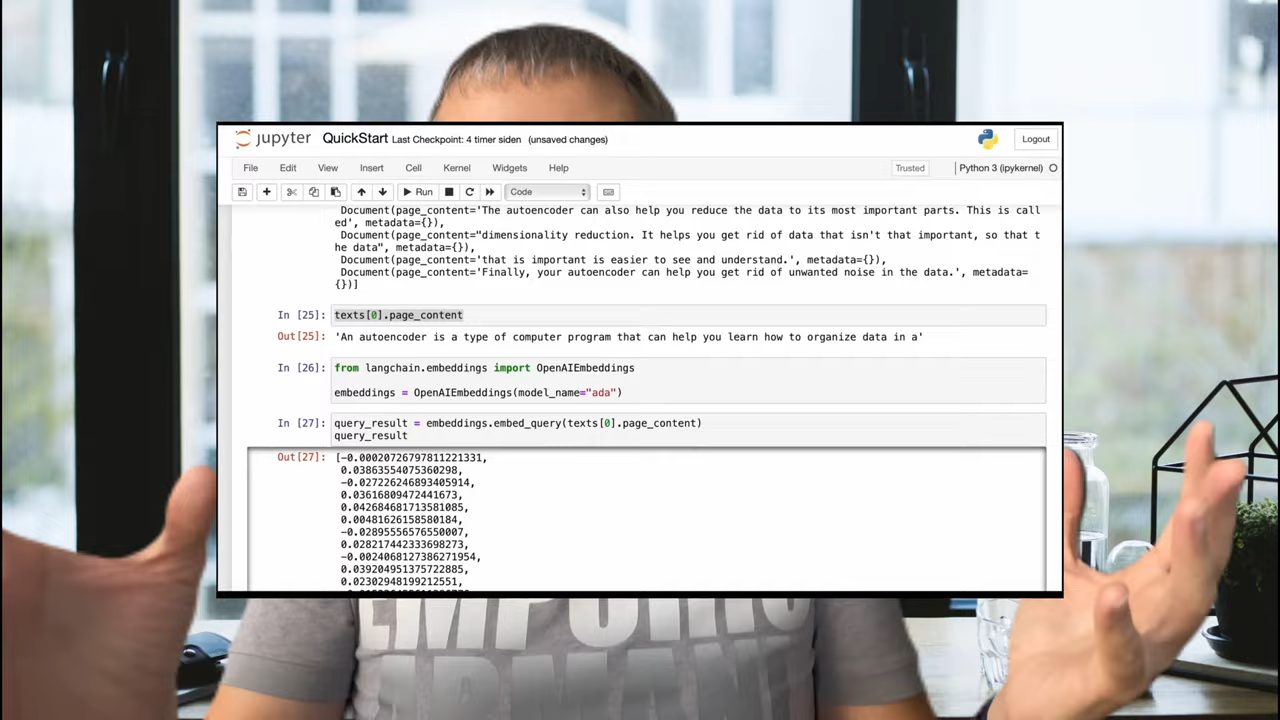 jupyter QuickStart Last Checkpoint: 4 timer siden (unsaved changes) Logout
File Edit View Insert Cell Kernel Widgets Help Trusted Python 3 (ipykernel)
Run Code
Document(page_content='The autoencoder can also help you reduce the data to its most important parts. This is call
ed', metadata={}),
Document(page_content="dimensionality reduction. It helps you get rid of data that isn't that important, so that t
he data", metadata={}),
Document(page_content='that is important is easier to see and understand.', metadata={}),
Document(page_content='Finally, your autoencoder can help you get rid of unwanted noise in the data.', metadata=
{})]
In [25]: texts[0].page_content
Out[25]: 'An autoencoder is a type of computer program that can help you learn how to organize data in a'
In [26]: from langchain.embeddings import OpenAIEmbeddings
embeddings = OpenAIEmbeddings(model_name="ada")
In [27]: query_result = embeddings.embed_query(texts[0].page_content)
query_result
Out[27]: [-0.00020726797811221331,
0.03863554075360298,
-0.027226246893405914,
0.03616809472441673,
0.042684681713581085,
0.00481626158580184,
-0.02895556576550007,
0.028217442333698273,
-0.0024068127386271954,
0.039204951375722885,
0.02302948199212551,
EMPORIO
ARMANI